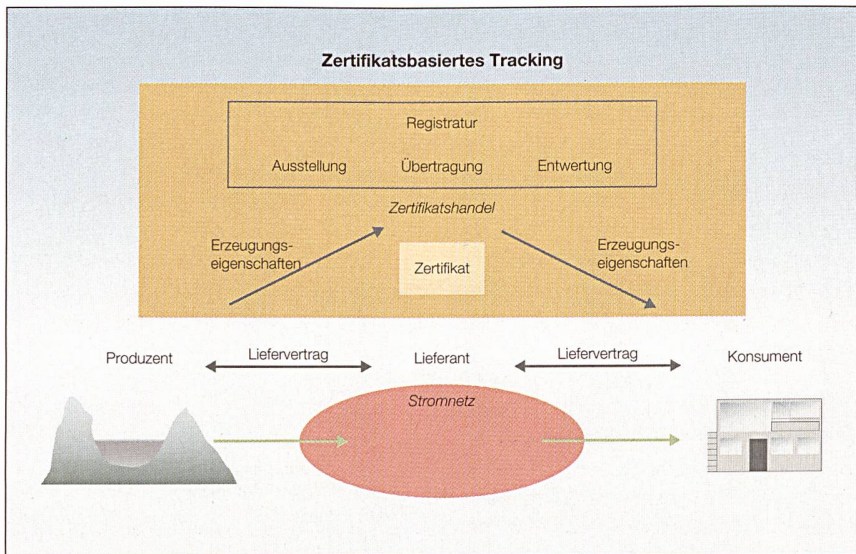 Zertifikatsbasiertes Tracking
Registratur
Ausstellung Übertragung Entwertung
Zertifikatshandel
Erzeugungs-
eigenschaften
Zertifikat
Erzeugungs-
eigenschaften
Produzent Liefervertrag Lieferant Liefervertrag Konsument
Stromnetz